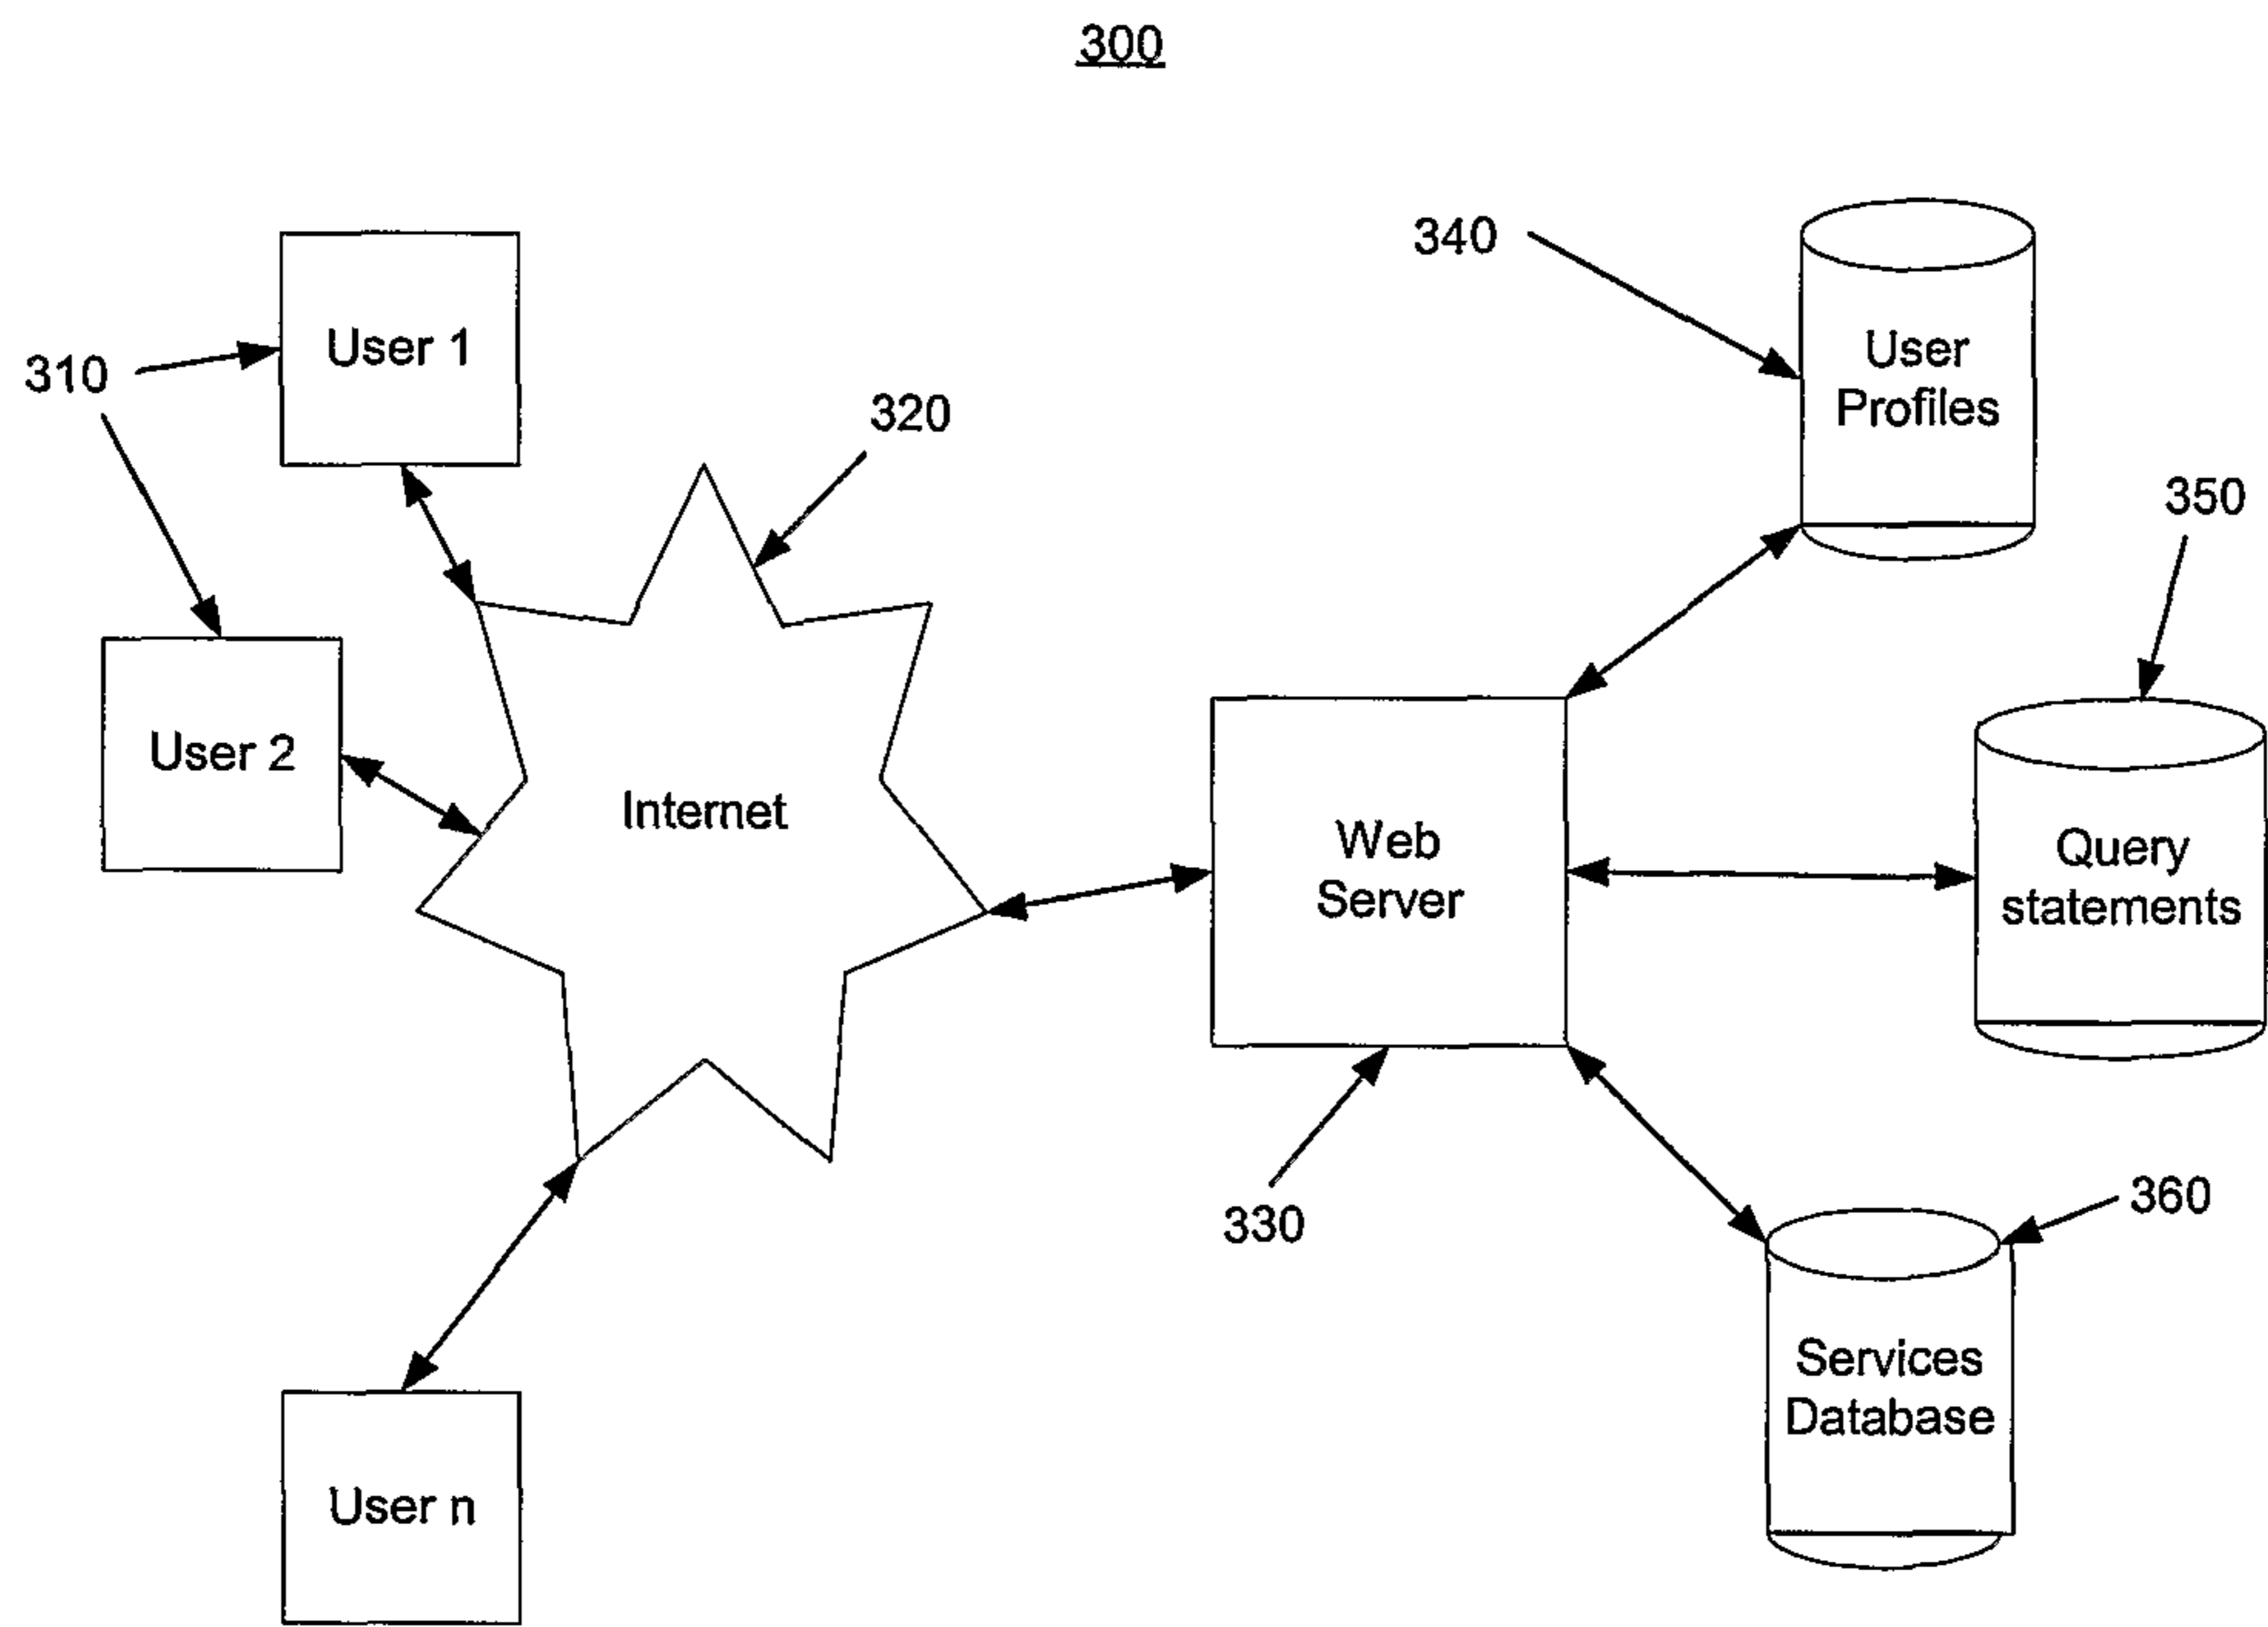 300
340
User 1
User
Profiles
310
320
350
User 2
Internet
Web
Server
Query
statements
330
360
Services
Database
User n